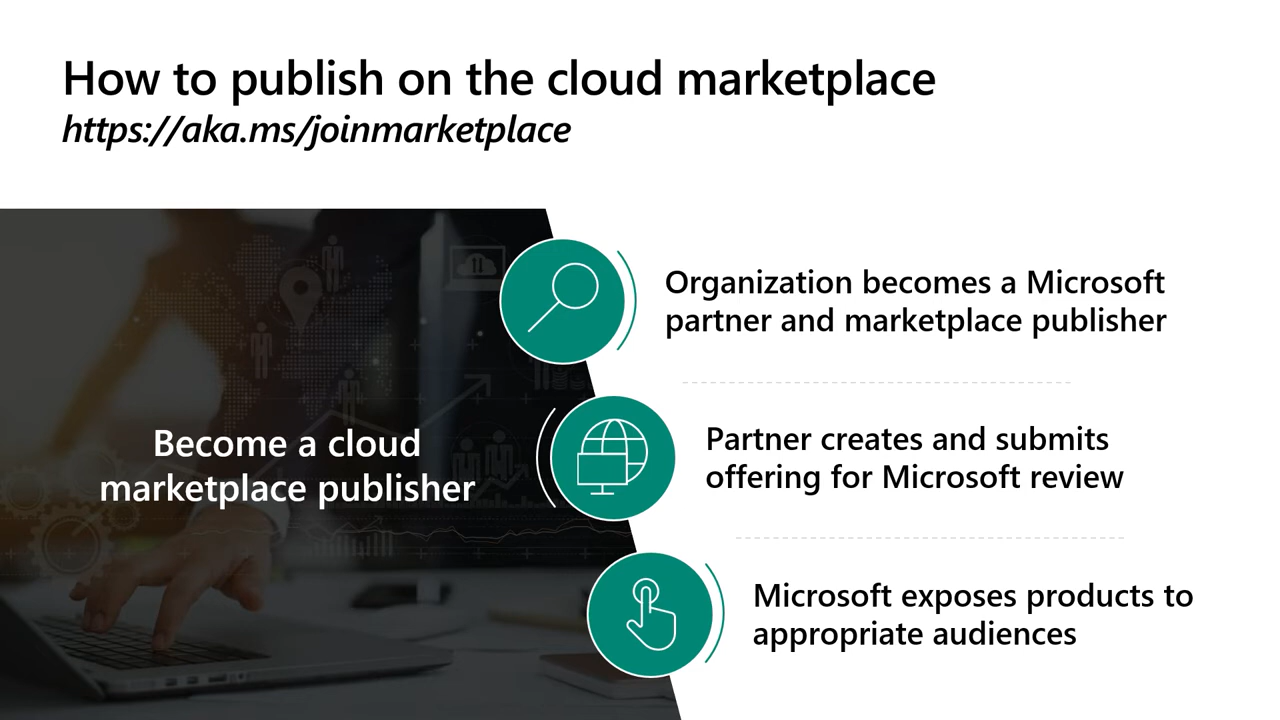 How to publish on the cloud marketplace
https://aka.ms/joinmarketplace
Become a cloud
marketplace publisher
Organization becomes a Microsoft
partner and marketplace publisher
Partner creates and submits
offering for Microsoft review
Microsoft exposes products to
appropriate audiences